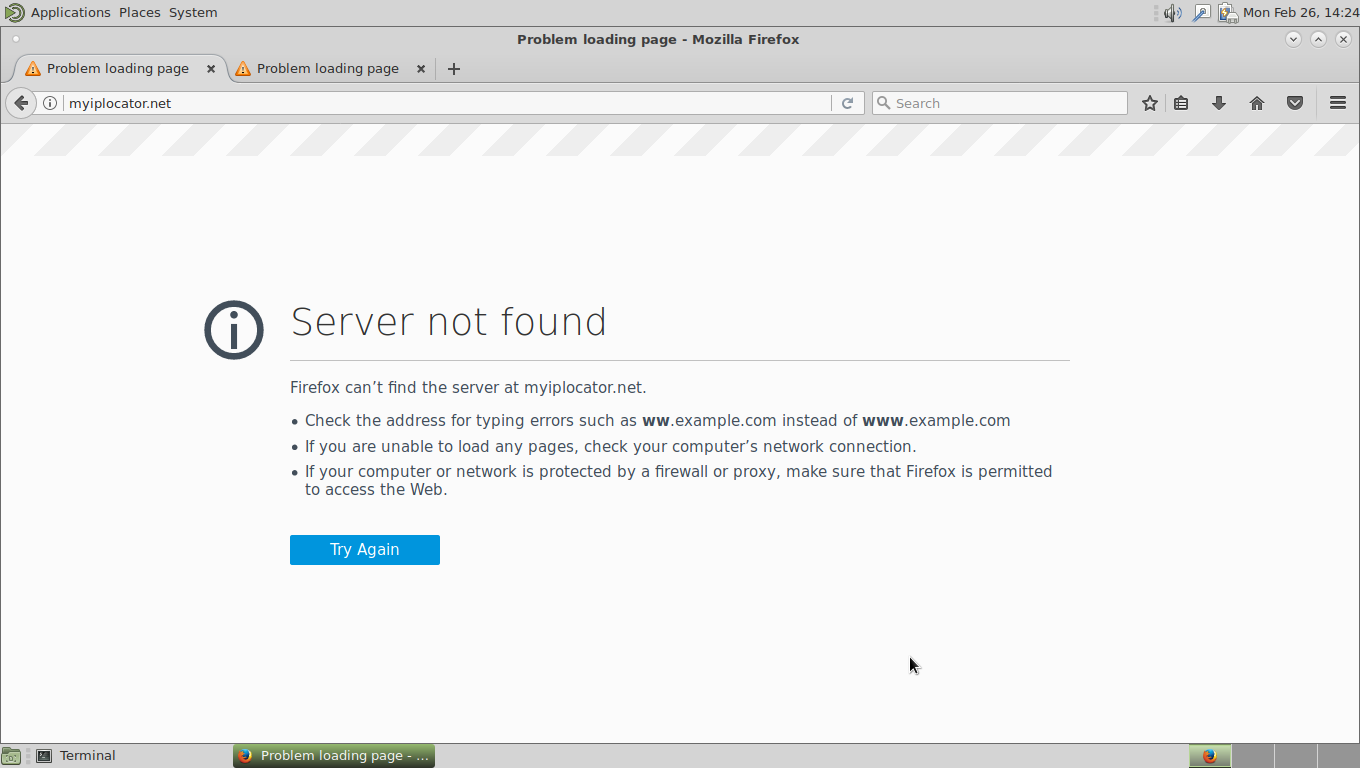 Applications Places System Mon Feb 26, 14:24
Problem loading page - Mozilla Firefox
Problem loading page Problem loading page
myiplocator.net Search
Server not found
Firefox can’t find the server at myiplocator.net.
Check the address for typing errors such as ww.example.com instead of www.example.com
If you are unable to load any pages, check your computer’s network connection.
If your computer or network is protected by a firewall or proxy, make sure that Firefox is permitted
to access the Web.
Try Again
Terminal Problem loading page - ...